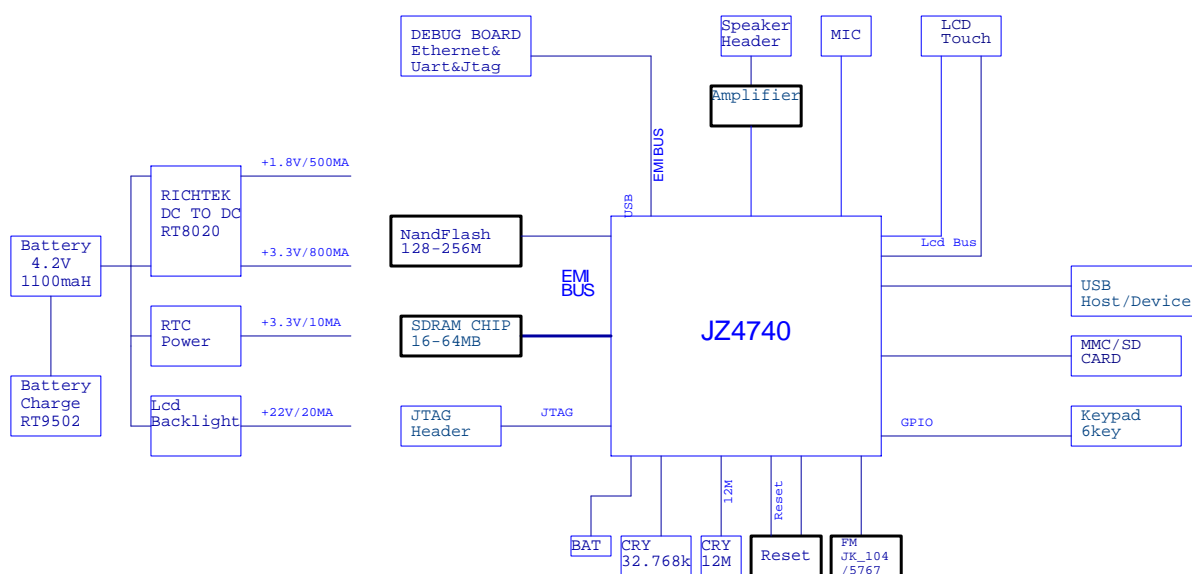 DEBUG BOARD
Ethernet&
Uart&Jtag
Speaker
Header
MIC
LCD
Touch
Amplifier
EMI BUS
USB
+1.8V/500MA
RICHTEK
DC TO DC
RT8020
+3.3V/800MA
Battery
4.2V
1100maH
NandFlash
128-256M
Lcd Bus
EMI
BUS
USB
Host/Device
RTC
Power
+3.3V/10MA
SDRAM CHIP
16-64MB
JZ4740
MMC/SD
CARD
Battery
Charge
RT9502
Lcd
Backlight
+22V/20MA
JTAG
Header
JTAG
GPIO
Keypad
6key
12M
Reset
BAT
CRY
32.768k
CRY
12M
Reset
FM
JK_104
/5767